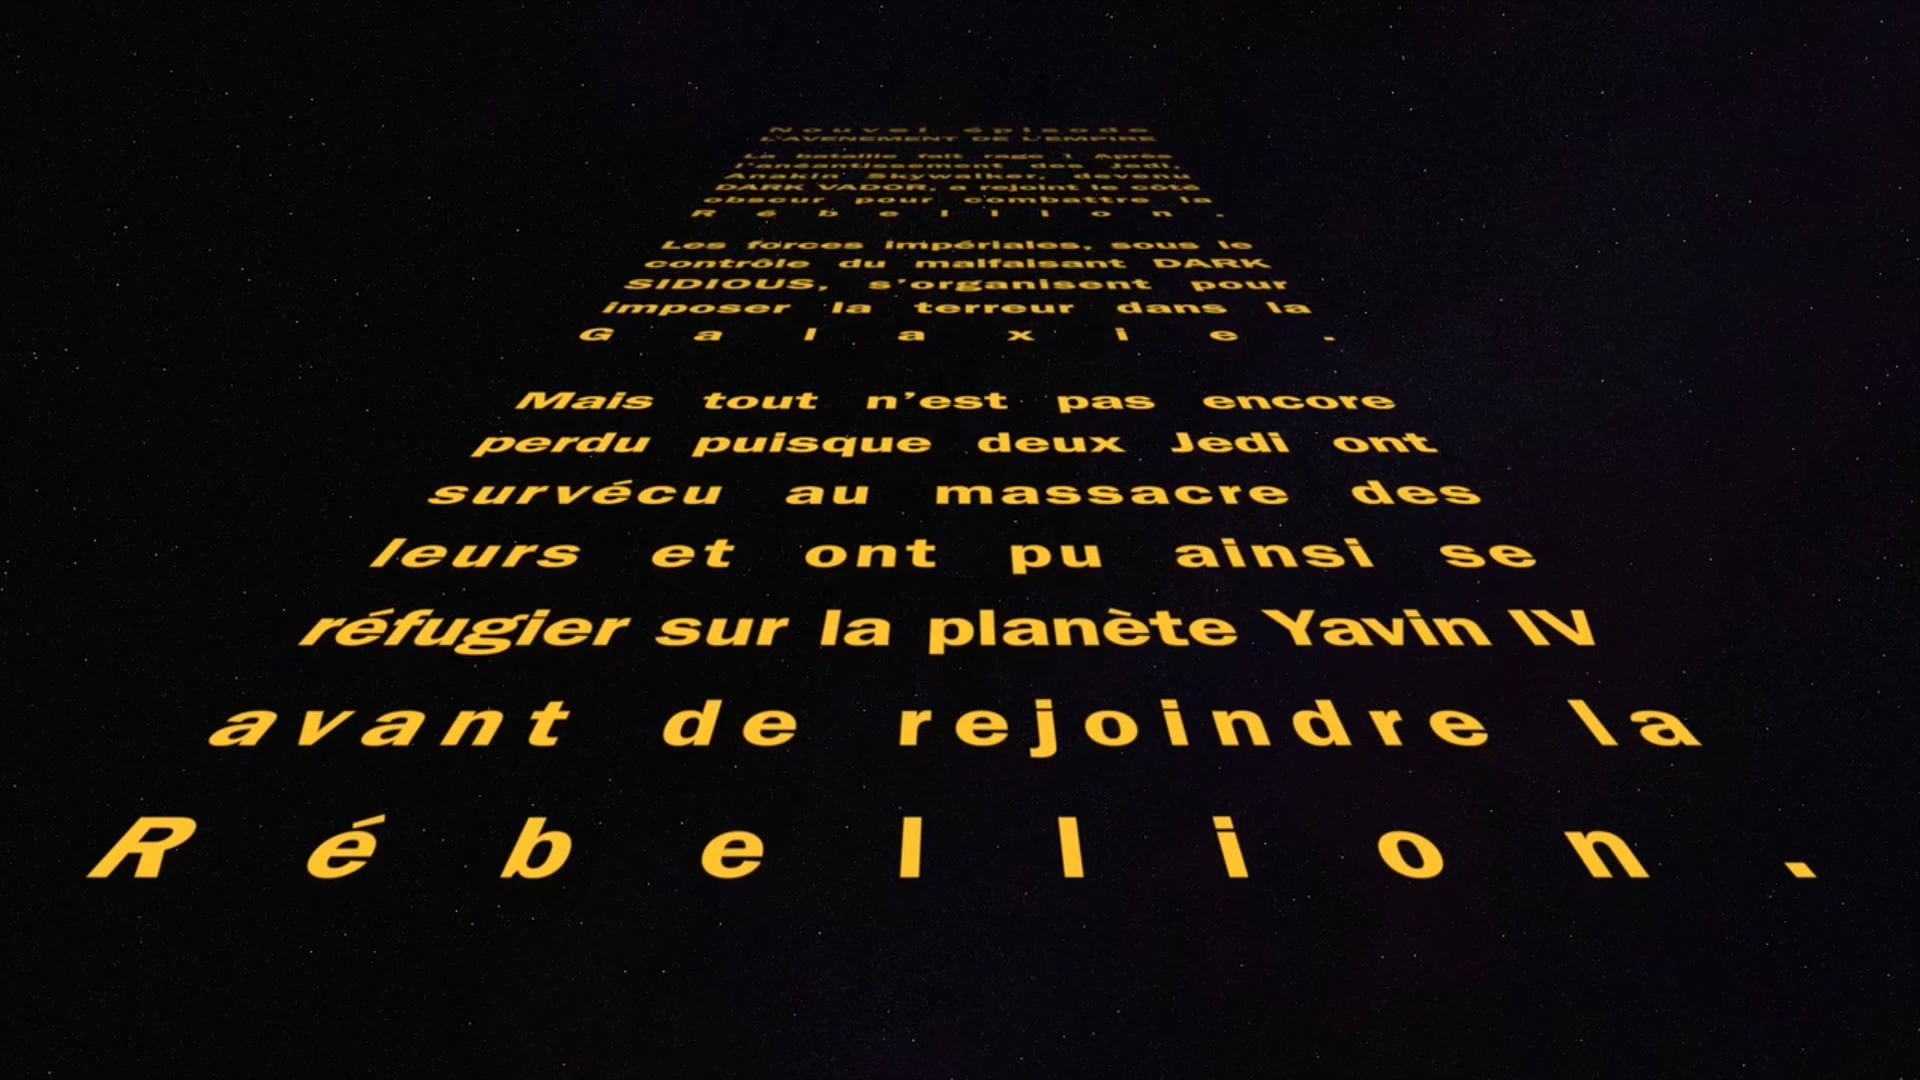 Nouvel épisode
L'AVENEMENT DE L'EMPIRE
La bataille fait rage ! Après
l'anéantissement des Jedi,
Anakin Skywalker, devenu
DARK VADOR, a rejoint le côté
obscur pour combattre la
Rébellion.
Les forces impériales, sous le
contrôle du malfaisant DARK
SIDIOUS, s'organisent pour
imposer la terreur dans la
Galaxie.
Mais tout n'est pas encore
perdu puisque deux Jedi ont
survécu au massacre des
leurs et ont pu ainsi se
réfugier sur la planète Yavin IV
avant de rejoindre la
Rébellion.